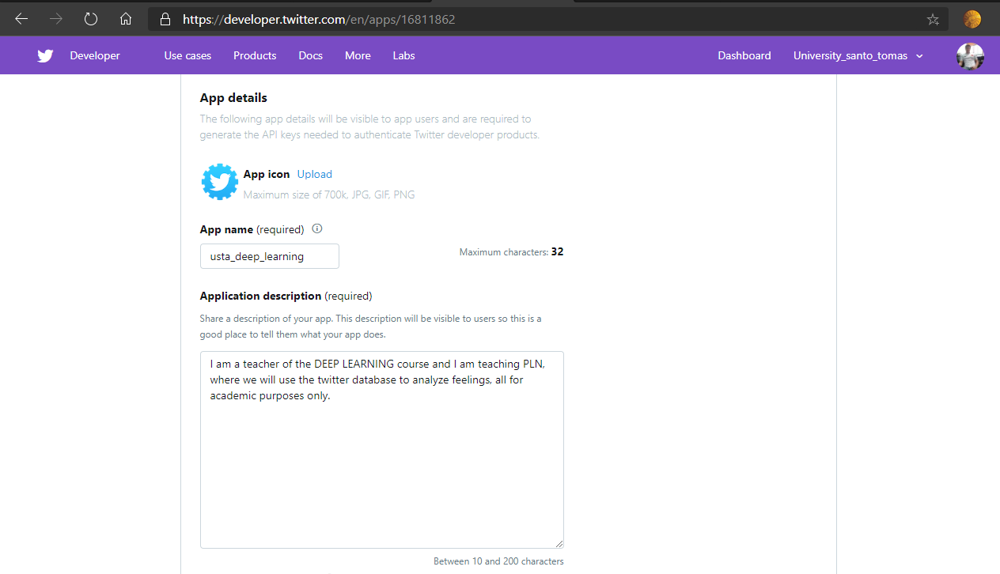 https://developer.twitter.com/en/apps/16811862
Developer Use cases Products Docs More Labs Dashboard University_santo_tomas
App details
The following app details will be visible to app users and are required to
generate the API keys needed to authenticate Twitter developer products.
App icon Upload
Maximum size of 700k, JPG, GIF, PNG
App name (required)
usta_deep_learning
Maximum characters: 32
Application description (required)
Share a description of your app. This description will be visible to users so this is a
good place to tell them what your app does.
I am a teacher of the DEEP LEARNING course and I am teaching PLN,
where we will use the twitter database to analyze feelings, all for
academic purposes only.
Between 10 and 200 characters